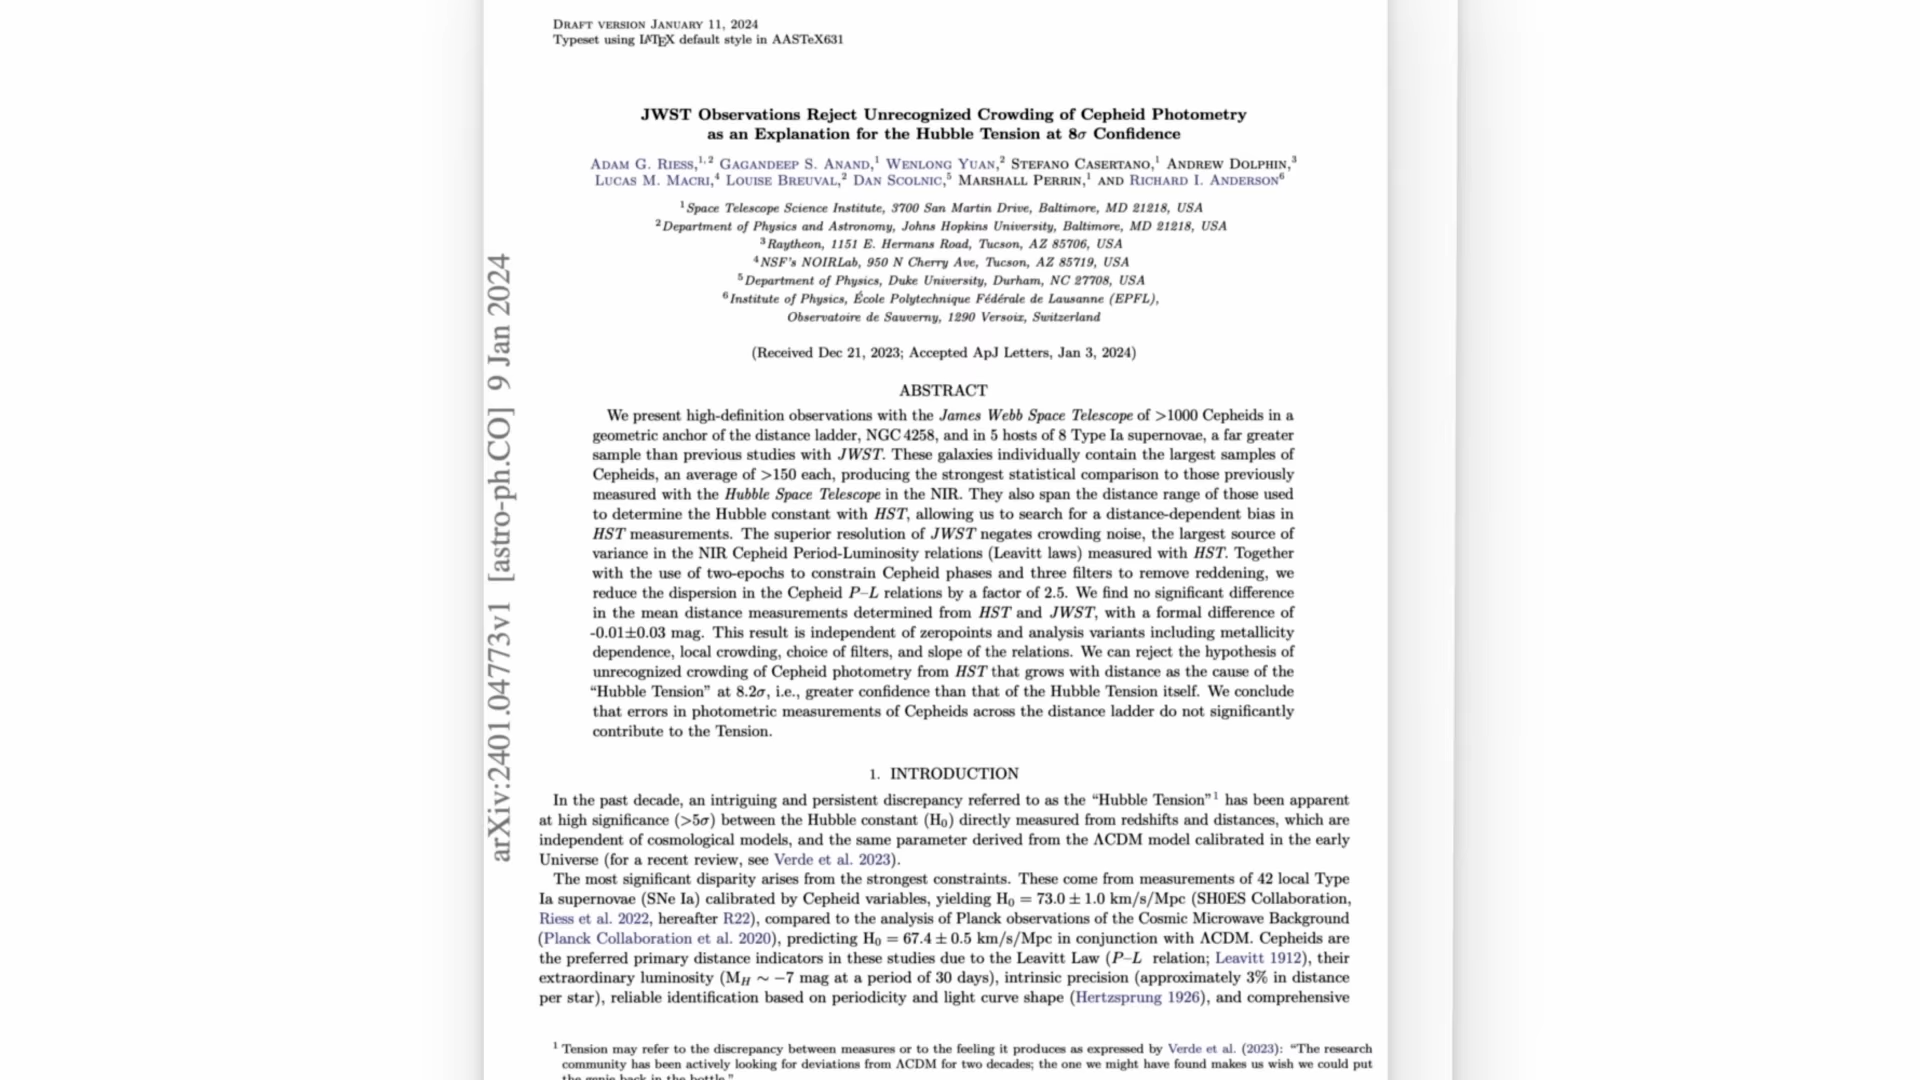 DRAFT VERSION JANUARY 11, 2024
Typeset using LATEX default style in AASTeX631
JWST Observations Reject Unrecognized Crowding of Cepheid Photometry
as an Explanation for the Hubble Tension at 8σ Confidence
ADAM G. RIESS,1,2 GAGANDEEP S. ANAND,1 WENLONG YUAN,2 STEFANO CASERTANO,1 ANDREW DOLPHIN,3
LUCAS M. MACRI,4 LOUISE BREUVAL,2 DAN SCOLNIC,5 MARSHALL PERRIN,1 AND RICHARD I. ANDERSON6
1Space Telescope Science Institute, 3700 San Martin Drive, Baltimore, MD 21218, USA
2Department of Physics and Astronomy, Johns Hopkins University, Baltimore, MD 21218, USA
3Raytheon, 1151 E. Hermans Road, Tucson, AZ 85706, USA
4NSF's NOIRLab, 950 N Cherry Ave, Tucson, AZ 85719, USA
5Department of Physics, Duke University, Durham, NC 27708, USA
6Institute of Physics, École Polytechnique Fédérale de Lausanne (EPFL),
Observatoire de Sauverny, 1290 Versoix, Switzerland
(Received Dec 21, 2023; Accepted ApJ Letters, Jan 3, 2024)
ABSTRACT
We present high-definition observations with the James Webb Space Telescope of >1000 Cepheids in a
geometric anchor of the distance ladder, NGC 4258, and in 5 hosts of 8 Type Ia supernovae, a far greater
sample than previous studies with JWST. These galaxies individually contain the largest samples of
Cepheids, an average of >150 each, producing the strongest statistical comparison to those previously
measured with the Hubble Space Telescope in the NIR. They also span the distance range of those used
to determine the Hubble constant with HST, allowing us to search for a distance-dependent bias in
HST measurements. The superior resolution of JWST negates crowding noise, the largest source of
variance in the NIR Cepheid Period-Luminosity relations (Leavitt laws) measured with HST. Together
with the use of two-epochs to constrain Cepheid phases and three filters to remove reddening, we
reduce the dispersion in the Cepheid P–L relations by a factor of 2.5. We find no significant difference
in the mean distance measurements determined from HST and JWST, with a formal difference of
-0.01±0.03 mag. This result is independent of zeropoints and analysis variants including metallicity
dependence, local crowding, choice of filters, and slope of the relations. We can reject the hypothesis of
unrecognized crowding of Cepheid photometry from HST that grows with distance as the cause of the
“Hubble Tension” at 8.2σ, i.e., greater confidence than that of the Hubble Tension itself. We conclude
that errors in photometric measurements of Cepheids across the distance ladder do not significantly
contribute to the Tension.
1. INTRODUCTION
In the past decade, an intriguing and persistent discrepancy referred to as the “Hubble Tension”1 has been apparent
at high significance (>5σ) between the Hubble constant (H0) directly measured from redshifts and distances, which are
independent of cosmological models, and the same parameter derived from the ΛCDM model calibrated in the early
Universe (for a recent review, see Verde et al. 2023).
The most significant disparity arises from the strongest constraints. These come from measurements of 42 local Type
Ia supernovae (SNe Ia) calibrated by Cepheid variables, yielding H0 = 73.0 ± 1.0 km/s/Mpc (SH0ES Collaboration,
Riess et al. 2022, hereafter R22), compared to the analysis of Planck observations of the Cosmic Microwave Background
(Planck Collaboration et al. 2020), predicting H0 = 67.4 ± 0.5 km/s/Mpc in conjunction with ΛCDM. Cepheids are
the preferred primary distance indicators in these studies due to the Leavitt Law (P–L relation; Leavitt 1912), their
extraordinary luminosity (MH ∼ −7 mag at a period of 30 days), intrinsic precision (approximately 3% in distance
per star), reliable identification based on periodicity and light curve shape (Hertzsprung 1926), and comprehensive
1 Tension may refer to the discrepancy between measures or to the feeling it produces as expressed by Verde et al. (2023): “The research
community has been actively looking for deviations from ΛCDM for two decades; the one we might have found makes us wish we could put
the genie back in the bottle.”
arXiv:2401.04773v1 [astro-ph.CO] 9 Jan 2024